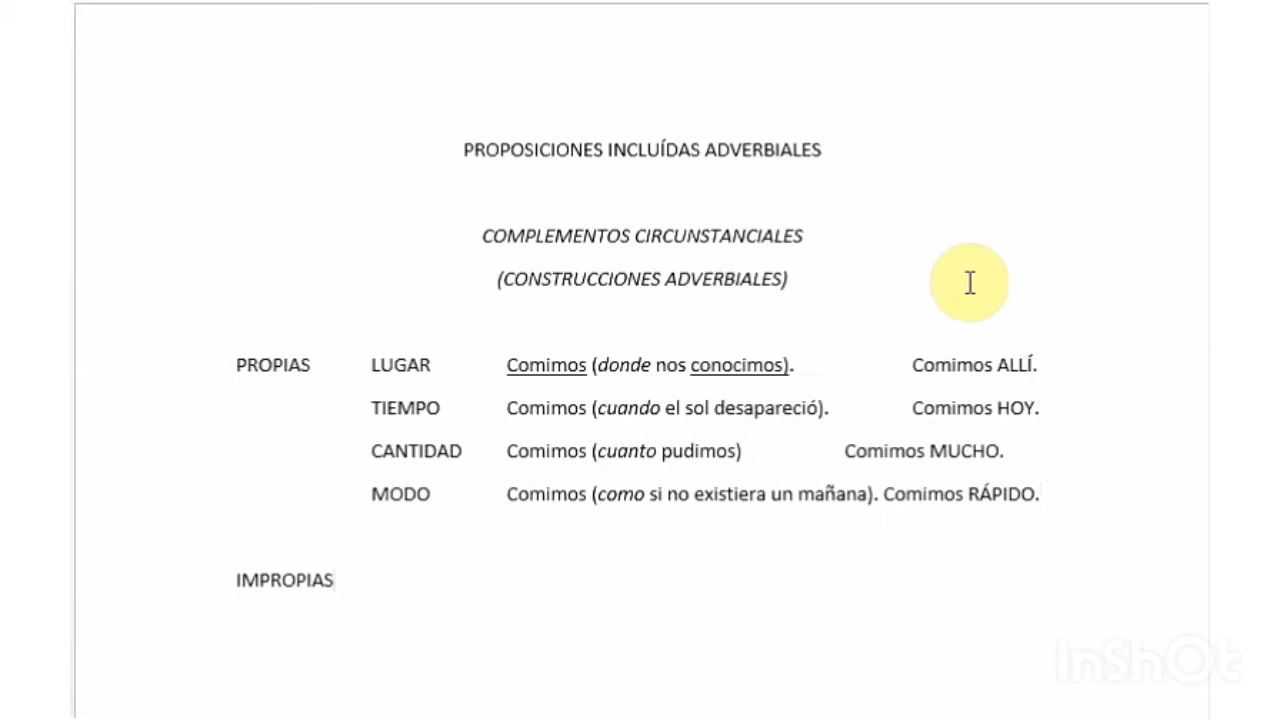 PROPOSICIONES INCLUÍDAS ADVERBIALES
COMPLEMENTOS CIRCUNSTANCIALES
(CONSTRUCCIONES ADVERBIALES)
PROPIAS LUGAR Comimos (donde nos conocimos). Comimos ALLÍ.
TIEMPO Comimos (cuando el sol desapareció). Comimos HOY.
CANTIDAD Comimos (cuanto pudimos) Comimos MUCHO.
MODO Comimos (como si no existiera un mañana). Comimos RÁPIDO.
IMPROPIAS
InShOt